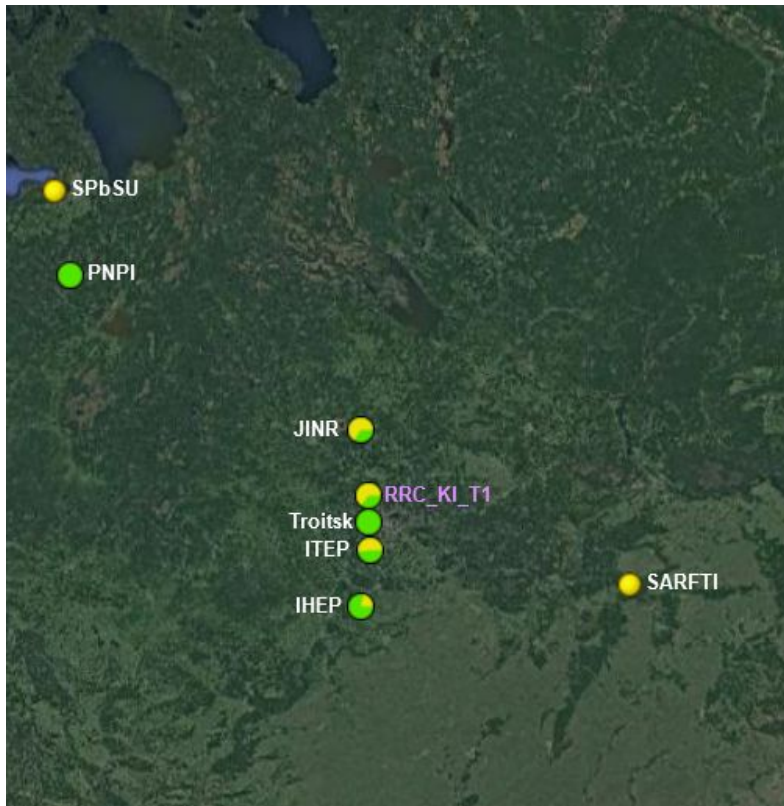 SPbSU
PNPI
JINR
RRC_KI_T1
Troitsk
ITEP
SARFTI
IHEP